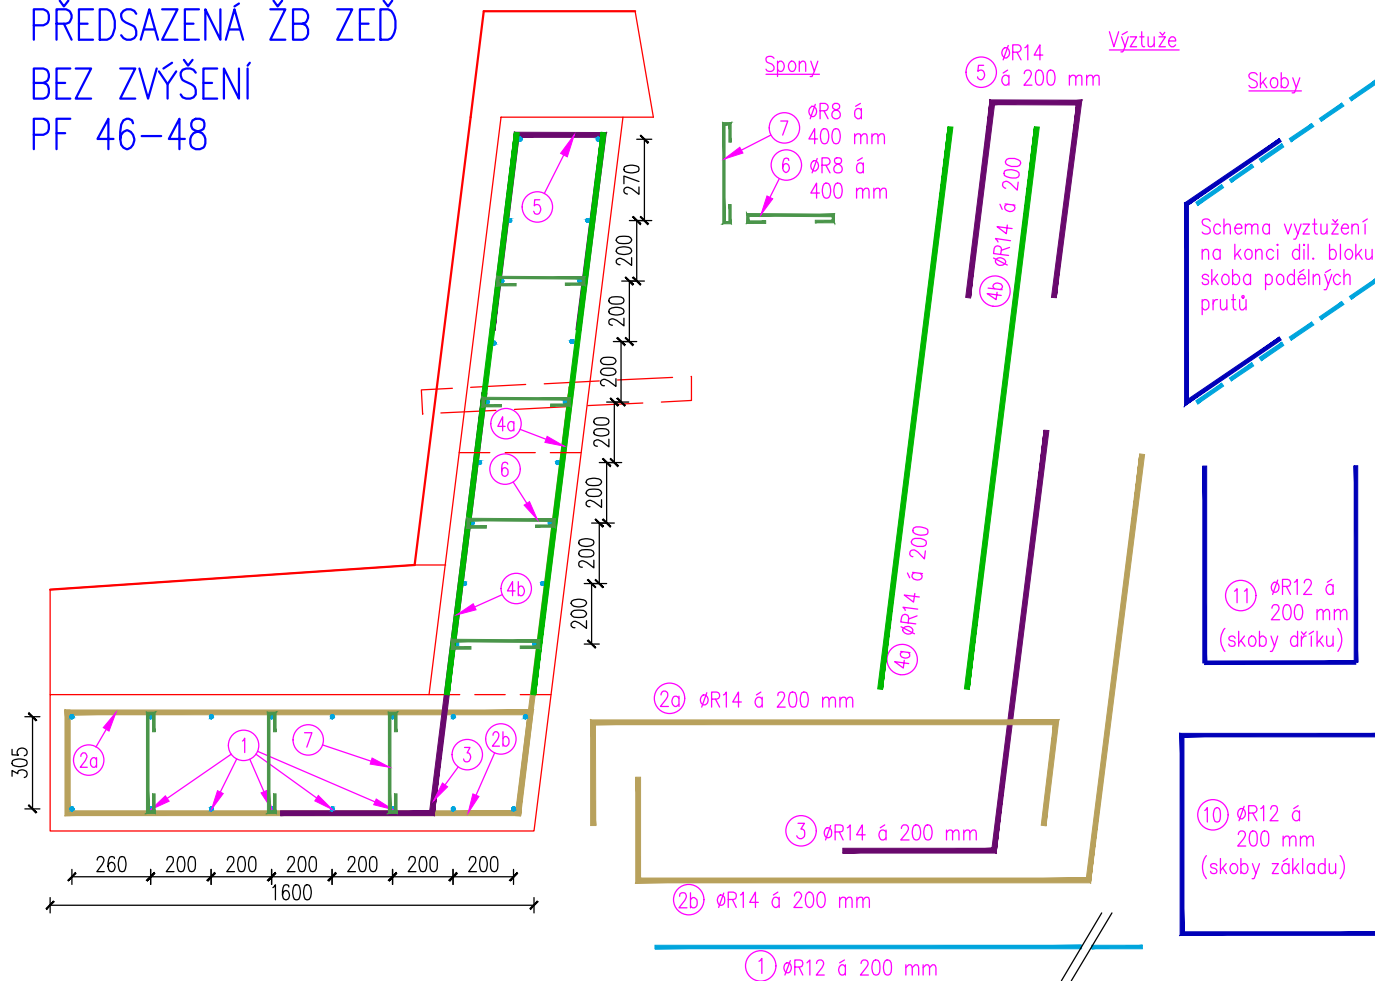 PŘEDSAZENÁ ŽB ZEĎ
BEZ ZVÝŠENÍ
PF 46-48
Spony
7 øR8 á
400 mm
6 øR8 á
400 mm
Výztuže
5 øR14
á 200 mm
4b øR14 á 200
4a øR14 á 200
Skoby
Schema vyztužení
na konci dil. bloku
skoba podélných
prutů
11 øR12 á
200 mm
(skoby dříku)
10 øR12 á
200 mm
(skoby základu)
2a øR14 á 200 mm
3 øR14 á 200 mm
2b øR14 á 200 mm
1 øR12 á 200 mm
5
4a
6
4b
2a
1
7
3
2b
270
200
200
200
200
200
200
200
305
260 200 200 200 200 200 200
1600